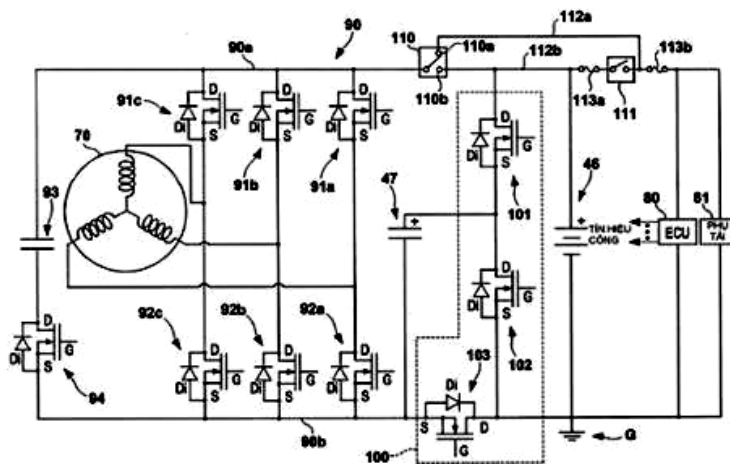 90
90a
110
110a
110b
112a
112b
113b
113a
111
91c
D
G
Di
S
D
G
Di
S
91b
D
G
Di
S
91a
D
G
Di
S
101
70
93
47
+
46
+
TÍN HIỆU
CỔNG
80
ECU
81
PHỤ
TẢI
D
Di
G
S
94
92c
D
G
Di
S
92b
D
G
Di
S
92a
D
G
Di
S
D
G
Di
S
102
103
Di
S
D
G
90b
100
G